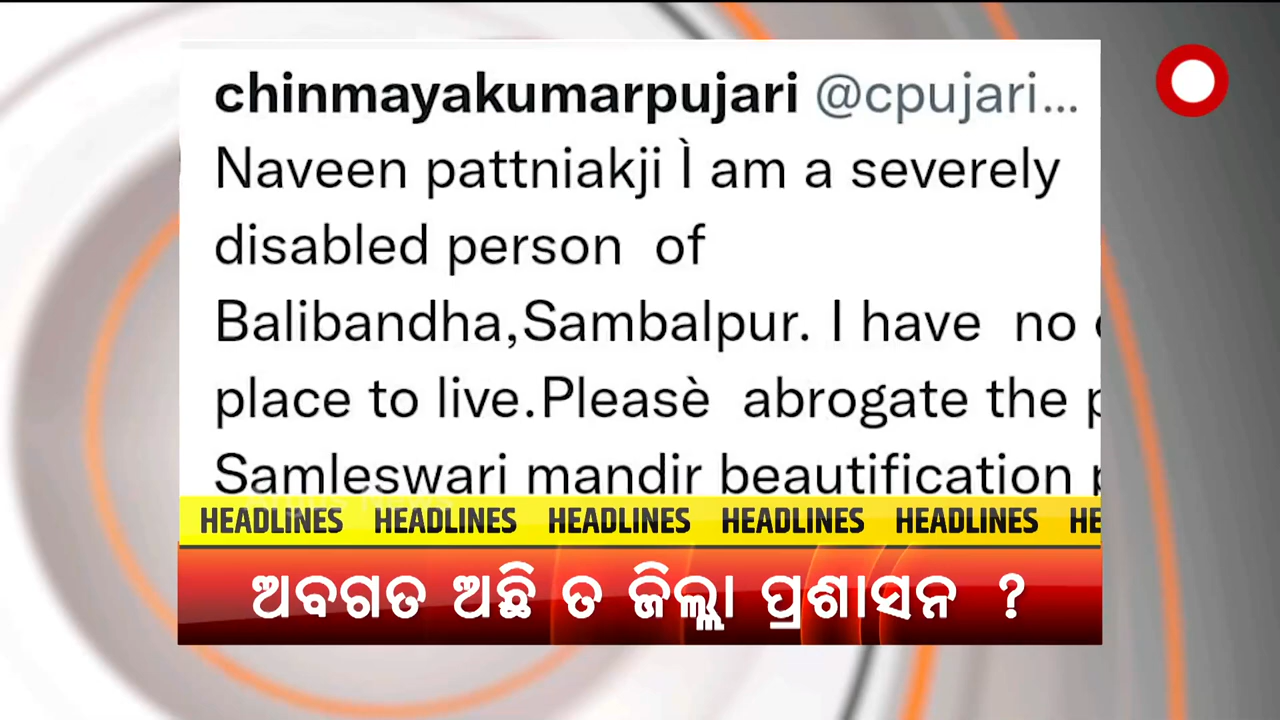 chinmayakumarpujari @cpujari...
Naveen pattniakji Ì am a severely
disabled person of
Balibandha,Sambalpur. I have no
place to live.Pleasè abrogate the
Samleswari mandir beautification
HEADLINES HEADLINES HEADLINES HEADLINES HEADLINES HE
ଅବଗତ ଅଛି ତ ଜିଲ୍ଲା ପ୍ରଶାସନ ?